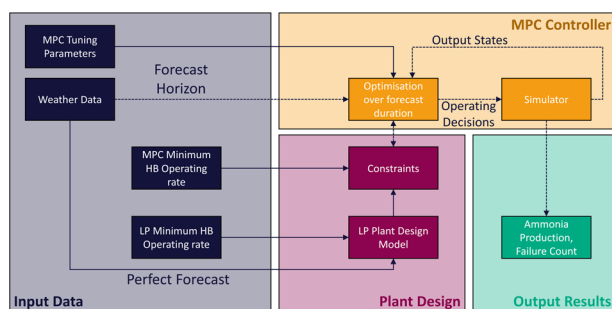 MPC Controller
MPC Tuning
Parameters
Output States
Forecast
Horizon
Weather Data
Optimisation
over forecast
duration
Operating
Decisions
Simulator
MPC Minimum
HB Operating
rate
Constraints
LP Minimum HB
Operating rate
LP Plant Design
Model
Ammonia
Production,
Failure Count
Perfect Forecast
Input Data
Plant Design
Output Results